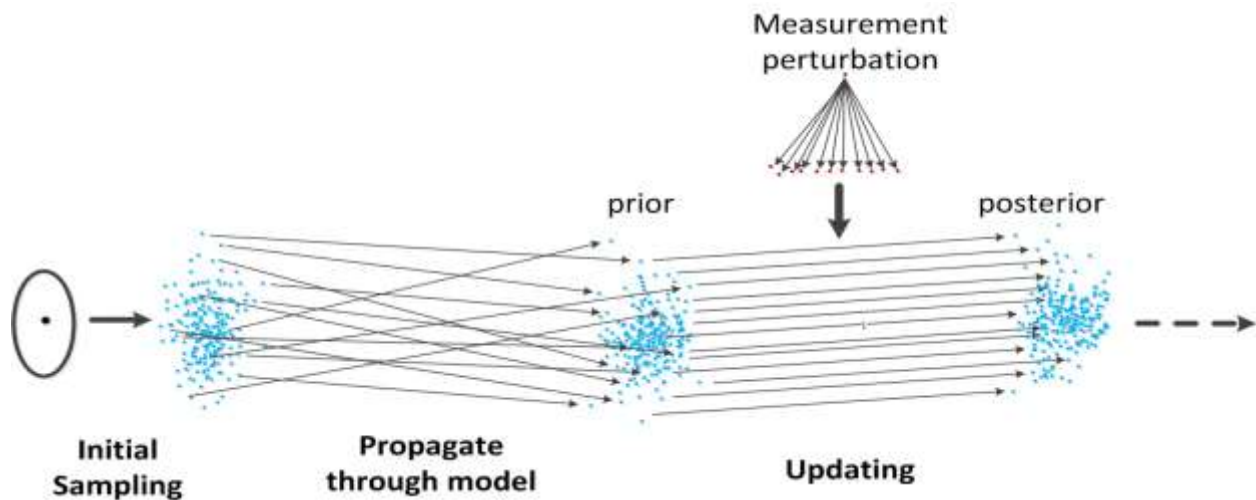 Measurement
perturbation
prior
posterior
Initial
Sampling
Propagate
through model
Updating